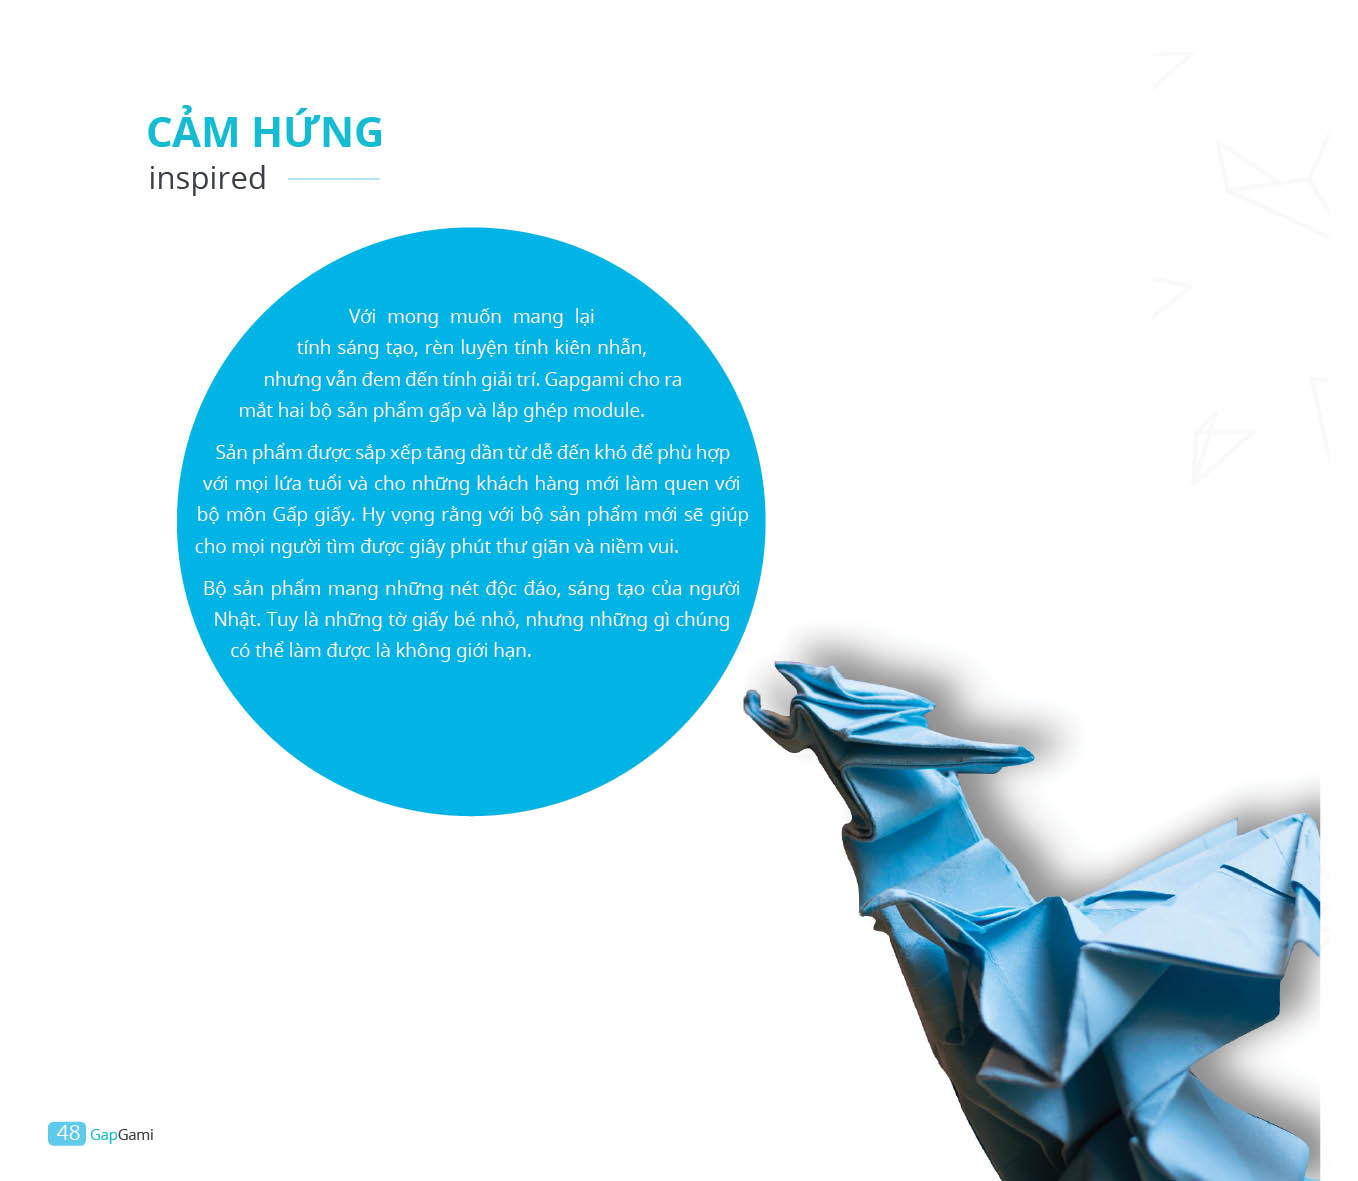 CẢM HỨNG
inspired
Với mong muốn mang lại
tính sáng tạo, rèn luyện tính kiên nhẫn,
nhưng vẫn đem đến tính giải trí. Gapgami cho ra
mắt hai bộ sản phẩm gấp và lắp ghép module.
Sản phẩm được sắp xếp tăng dần từ dễ đến khó để phù hợp
với mọi lứa tuổi và cho những khách hàng mới làm quen với
bộ môn Gấp giấy. Hy vọng rằng với bộ sản phẩm mới sẽ giúp
cho mọi người tìm được giây phút thư giãn và niềm vui.
Bộ sản phẩm mang những nét độc đáo, sáng tạo của người
Nhật. Tuy là những tờ giấy bé nhỏ, nhưng những gì chúng
có thể làm được là không giới hạn.
48 GapGami